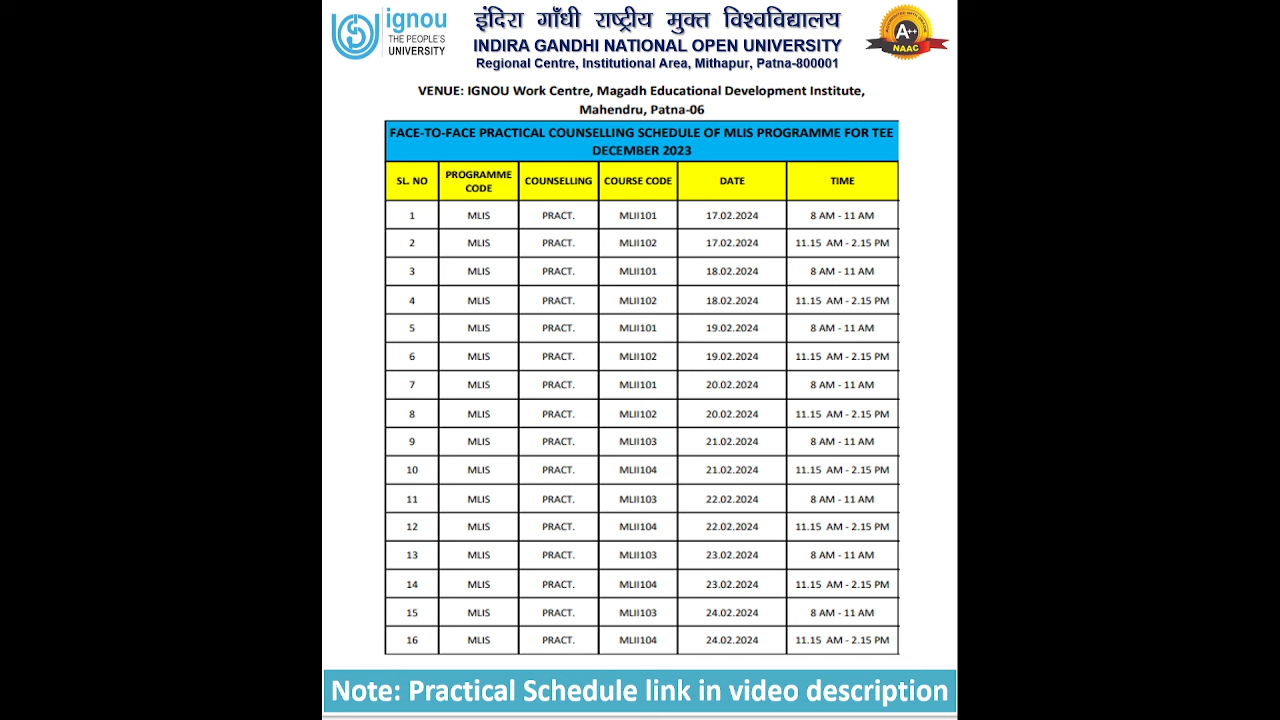 ignou
THE PEOPLE'S
UNIVERSITY
इंदिरा गाँधी राष्ट्रीय मुक्त विश्वविद्यालय
INDIRA GANDHI NATIONAL OPEN UNIVERSITY
Regional Centre, Institutional Area, Mithapur, Patna-800001
A++
NAAC
VENUE: IGNOU Work Centre, Magadh Educational Development Institute,
Mahendru, Patna-06
FACE-TO-FACE PRACTICAL COUNSELLING SCHEDULE OF MLIS PROGRAMME FOR TEE
DECEMBER 2023
SL. NO PROGRAMME CODE COUNSELLING COURSE CODE DATE TIME
1 MLIS PRACT. MLII101 17.02.2024 8 AM - 11 AM
2 MLIS PRACT. MLII102 17.02.2024 11.15 AM - 2.15 PM
3 MLIS PRACT. MLII101 18.02.2024 8 AM - 11 AM
4 MLIS PRACT. MLII102 18.02.2024 11.15 AM - 2.15 PM
5 MLIS PRACT. MLII101 19.02.2024 8 AM - 11 AM
6 MLIS PRACT. MLII102 19.02.2024 11.15 AM - 2.15 PM
7 MLIS PRACT. MLII101 20.02.2024 8 AM - 11 AM
8 MLIS PRACT. MLII102 20.02.2024 11.15 AM - 2.15 PM
9 MLIS PRACT. MLII103 21.02.2024 8 AM - 11 AM
10 MLIS PRACT. MLII104 21.02.2024 11.15 AM - 2.15 PM
11 MLIS PRACT. MLII103 22.02.2024 8 AM - 11 AM
12 MLIS PRACT. MLII104 22.02.2024 11.15 AM - 2.15 PM
13 MLIS PRACT. MLII103 23.02.2024 8 AM - 11 AM
14 MLIS PRACT. MLII104 23.02.2024 11.15 AM - 2.15 PM
15 MLIS PRACT. MLII103 24.02.2024 8 AM - 11 AM
16 MLIS PRACT. MLII104 24.02.2024 11.15 AM - 2.15 PM
Note: Practical Schedule link in video description